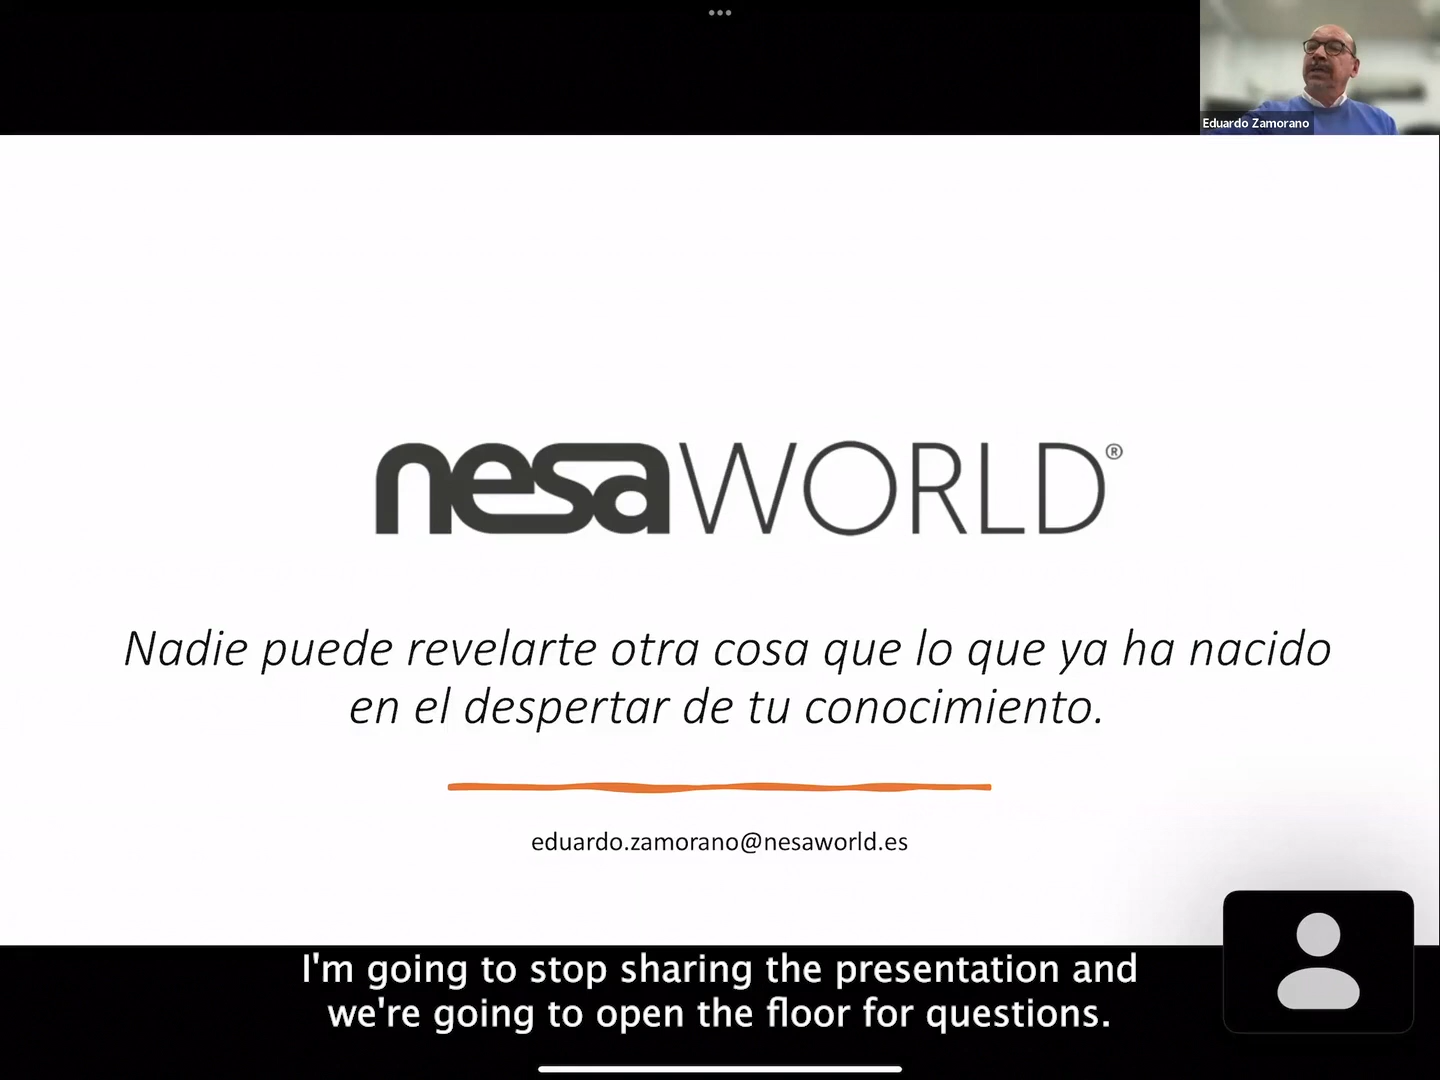 Eduardo Zamorano
nesaWORLD®
Nadie puede revelarte otra cosa que lo que ya ha nacido
en el despertar de tu conocimiento.
eduardo.zamorano@nesaworld.es
I'm going to stop sharing the presentation and
we're going to open the floor for questions.